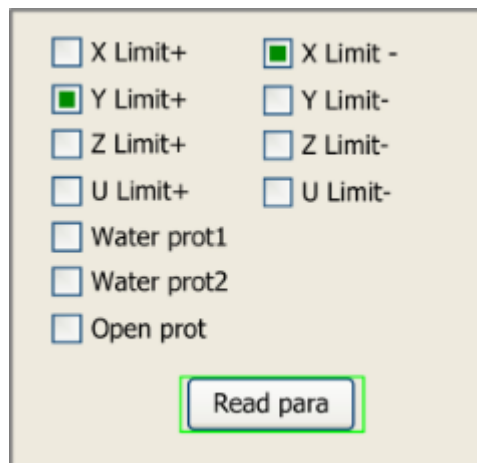 X Limit+ X Limit -
Y Limit+ Y Limit-
Z Limit+ Z Limit-
U Limit+ U Limit-
Water prot1
Water prot2
Open prot
Read para